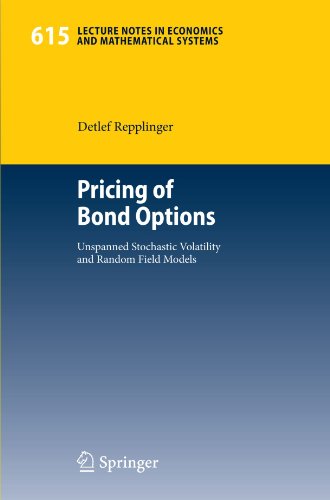 615 LECTURE NOTES IN ECONOMICS
AND MATHEMATICAL SYSTEMS
Detlef Repplinger
Pricing of
Bond Options
Unspanned Stochastic Volatility
and Random Field Models
Springer